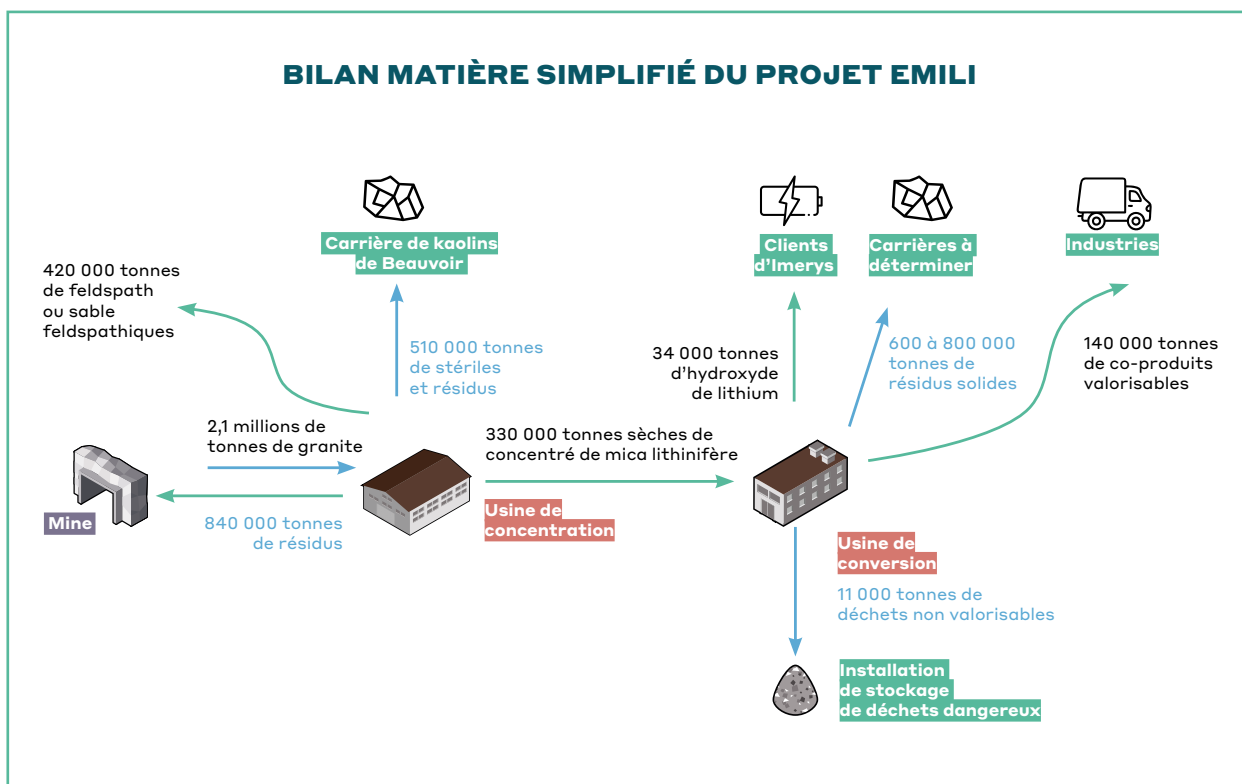 BILAN MATIÈRE SIMPLIFIÉ DU PROJET EMILI
420 000 tonnes
de feldspath
ou sable
feldspathiques
Carrière de kaolins
de Beauvoir
510 000 tonnes
de stériles
et résidus
Clients
d'Imerys
Carrières à
déterminer
Industries
34 000 tonnes
d'hydroxyde
de lithium
600 à 800 000
tonnes de
résidus solides
140 000 tonnes
de co-produits
valorisables
2,1 millions de
tonnes de granite
330 000 tonnes sèches de
concentré de mica lithinifère
Mine
840 000 tonnes
de résidus
Usine de
concentration
Usine de
conversion
11 000 tonnes de
déchets non valorisables
Installation
de stockage
de déchets dangereux